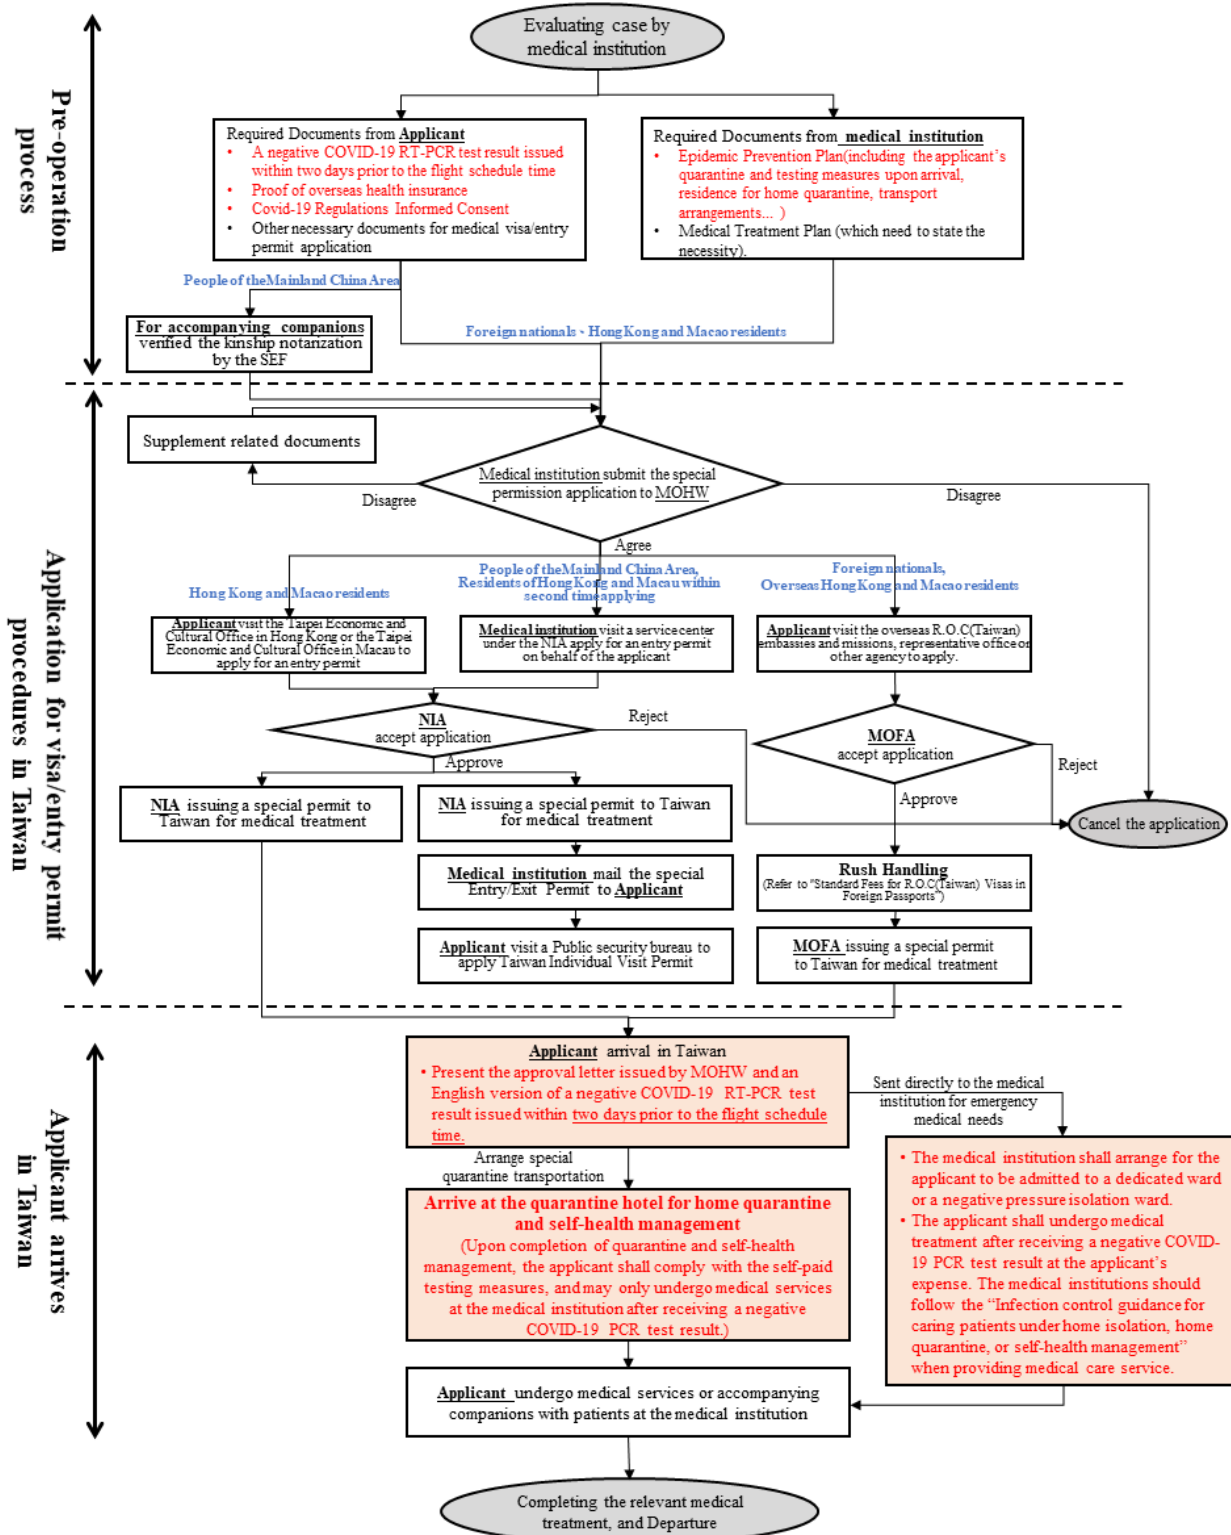 Evaluating case by
medical institution
Pre-operation
process
Required Documents from Applicant
• A negative COVID-19 RT-PCR test result issued
within two days prior to the flight schedule
time
• Proof of overseas health insurance
• Covid-19 Regulations Informed Consent
• Other necessary documents for medical visa/entry
permit application
Required Documents from medical institution
• Epidemic Prevention Plan(including the applicant's
quarantine and testing measures upon arrival,
residence for home quarantine, transport
arrangements... )
• Medical Treatment Plan (which need to state the
necessity).
People of the Mainland China Area
For accompanying companions
verified the kinship notarization
by the SEF
Foreign nationals、Hong Kong and Macao residents
Application for visa/entry permit
procedures in Taiwan
Supplement related documents
Medical institution submit the special
permission application to MOHW
Disagree
Disagree
Agree
Hong Kong and Macao residents
People of the Mainland China Area,
Residents of Hong Kong and Macau within
second time applying
Foreign nationals,
Overseas Hong Kong and Macao residents
Applicant visit the Taipei Economic and
Cultural Office in Hong Kong or the Taipei
Economic and Cultural Office in Macau to
apply for an entry permit
Medical institution visit a service center
under the NIA apply for an entry permit
on behalf of the applicant
Applicant visit the overseas R.O.C(Taiwan)
embassies and missions, representative office or
other agency to apply.
NIA
accept application
Reject
Approve
MOFA
accept application
Reject
Approve
NIA issuing a special permit to
Taiwan for medical treatment
NIA issuing a special permit to Taiwan
for medical treatment
Cancel the application
Medical institution mail the special
Entry/Exit Permit to Applicant
Rush Handling
(Refer to "Standard Fees for R.O.C(Taiwan) Visas in
Foreign Passports")
Applicant visit a Public security bureau to
apply Taiwan Individual Visit Permit
MOFA issuing a special permit
to Taiwan for medical treatment
Applicant arrives
in Taiwan
Applicant arrival in Taiwan
• Present the approval letter issued by MOHW and an
English version of a negative COVID-19 RT-PCR test
result issued within two days prior to the flight schedule
time.
Sent directly to the medical
institution for emergency
medical needs
Arrange special
quarantine transportation
Arrive at the quarantine hotel for home quarantine
and self-health management
(Upon completion of quarantine and self-health
management, the applicant shall comply with the self-paid
testing measures, and may only undergo medical services
at the medical institution after receiving a negative
COVID-19 PCR test result.)
• The medical institution shall arrange for the
applicant to be admitted to a dedicated ward
or a negative pressure isolation ward.
• The applicant shall undergo medical
treatment after receiving a negative COVID-
19 PCR test result at the applicant's
expense. The medical institutions should
follow the “Infection control guidance for
caring patients under home isolation, home
quarantine, or self-health management”
when providing medical care service.
Applicant undergo medical services or accompanying
companions with patients at the medical institution
Completing the relevant medical
treatment, and Departure